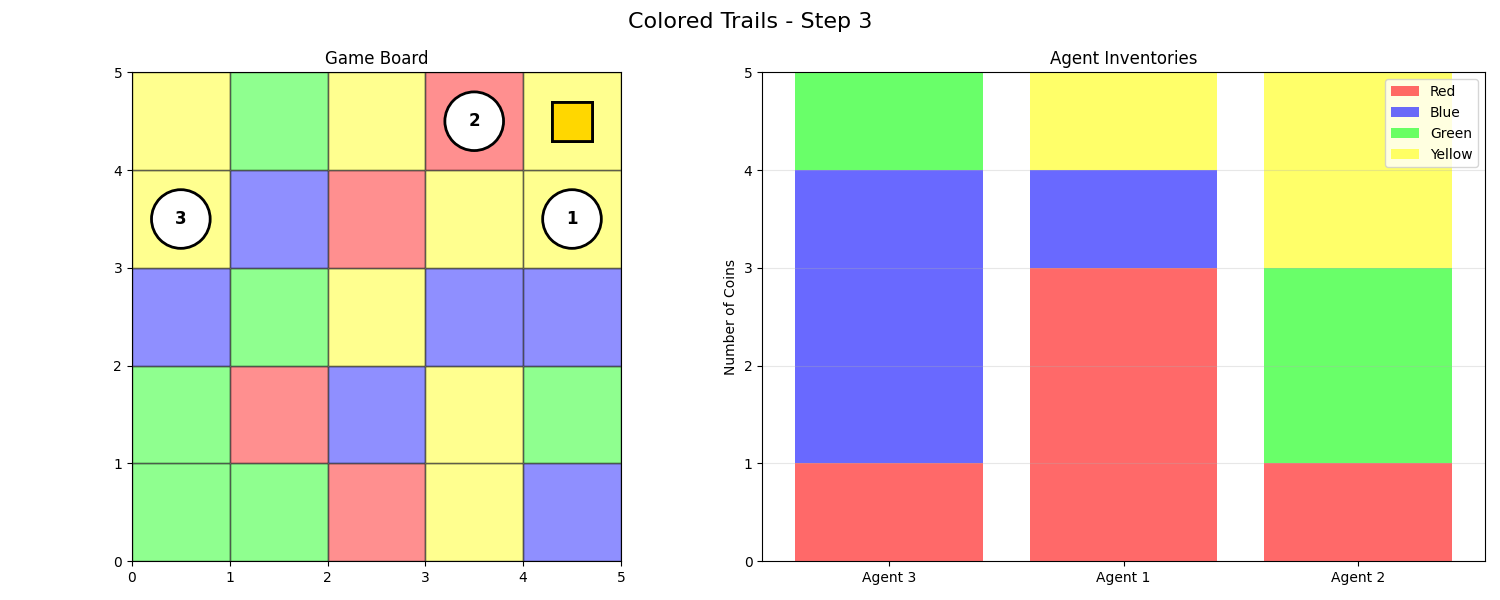 Colored Trails - Step 3
Game Board
5
4
3
2
1
0
0 1 2 3 4 5
2
3
1
Agent Inventories
Number of Coins
5
4
3
2
1
0
Agent 3 Agent 1 Agent 2
Red
Blue
Green
Yellow